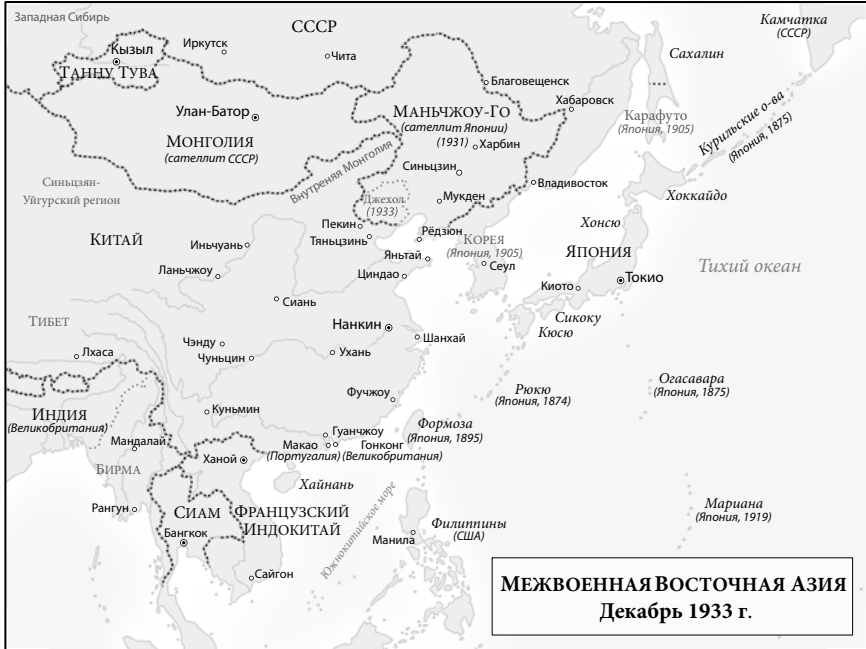 Западная Сибирь
СССР
Камчатка
(СССР)
Кызыл
Иркутск
Чита
Сахалин
ТАННУ ТУВА
Благовещенск
Улан-Батор
МАНЬЧЖОУ-ГО
(сателлит Японии)
(1931)
Хабаровск
Карафуто
(Япония, 1905)
Курильские о-ва
(Япония, 1875)
МОНГОЛИЯ
(сателлит СССР)
Харбин
Внутреняя Монголия
Синьцзин
Синьцзян-
Уйгурский регион
Джехол
(1933)
Мукден
Владивосток
Хоккайдо
Пекин
Тяньцзинь
Рёдзюн
КОРЕЯ
(Япония, 1905)
Хонсю
КИТАЙ
Иньчуань
Яньтай
Сеул
ЯПОНИЯ
Тихий океан
Ланьчжоу
Циндао
Киото
Токио
Сиань
Сикоку
Кюсю
ТИБЕТ
Нанкин
Чэнду
Шанхай
Лхаса
Чунцин
Ухань
Рюкю
(Япония, 1874)
Огасавара
(Япония, 1875)
Фучжоу
ИНДИЯ
(Великобритания)
Куньмин
Формоза
(Япония, 1895)
Мандалай
Гуанчжоу
Макао
(Португалия)
Гонконг
(Великобритания)
Ханой
БИРМА
Хайнань
Рангун
СИАМ
ФРАНЦУЗСКИЙ
ИНДОКИТАЙ
Южнокитайское море
Филиппины
(США)
Мариана
(Япония, 1919)
Бангкок
Манила
Сайгон
МЕЖВОЕННАЯ ВОСТОЧНАЯ АЗИЯ
Декабрь 1933 г.